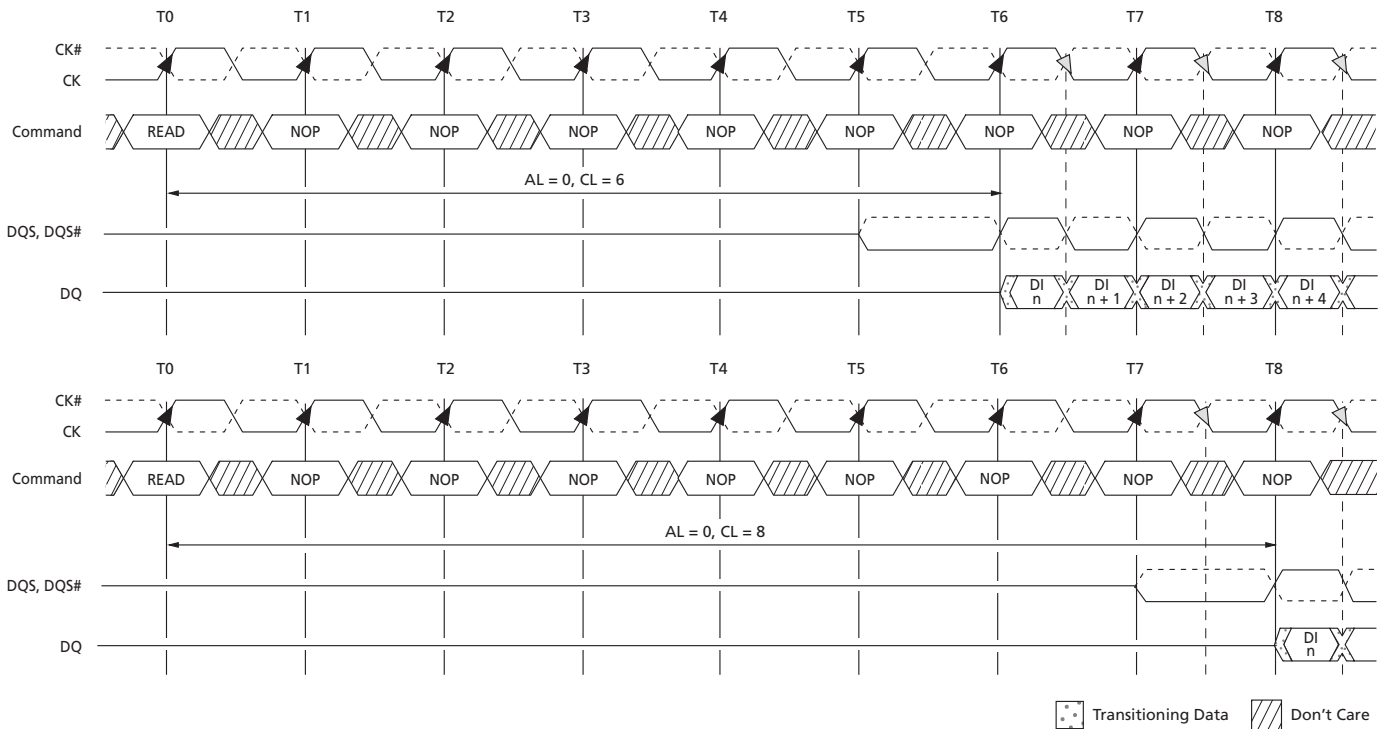 T0 T1 T2 T3 T4 T5 T6 T7 T8
CK#
CK
Command READ NOP NOP NOP NOP NOP NOP NOP NOP
AL = 0, CL = 6
DQS, DQS#
DQ DI n DI n + 1 DI n + 2 DI n + 3 DI n + 4
T0 T1 T2 T3 T4 T5 T6 T7 T8
CK#
CK
Command READ NOP NOP NOP NOP NOP NOP NOP NOP
AL = 0, CL = 8
DQS, DQS#
DQ DI n
Transitioning Data Don't Care